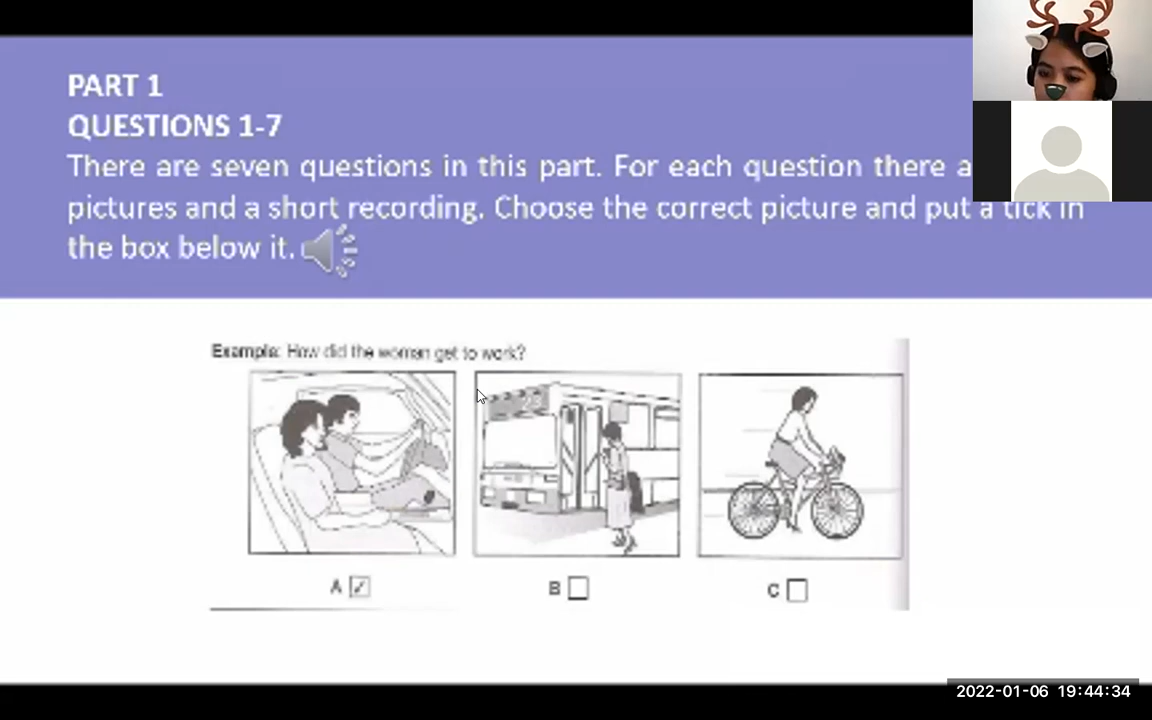 PART 1
QUESTIONS 1-7
There are seven questions in this part. For each question there a
pictures and a short recording. Choose the correct picture and put a tick in
the box below it.
Example: How did the woman get to work?
A B C
2022-01-06 19:44:34